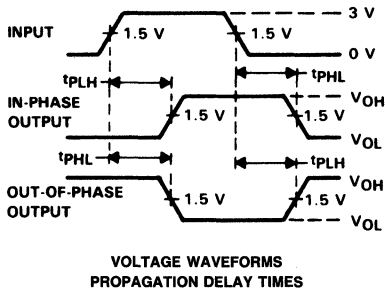 3 V
INPUT
1.5 V
1.5 V
0 V
tPLH
tPHL
IN-PHASE
OUTPUT
VOH
1.5 V
1.5 V
VOL
tPHL
tPLH
OUT-OF-PHASE
OUTPUT
VOH
1.5 V
1.5 V
VOL
VOLTAGE WAVEFORMS
PROPAGATION DELAY TIMES